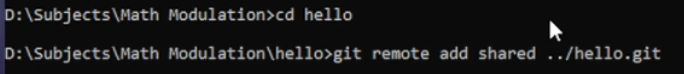 D:\Subjects\Math Modulation>cd hello
D:\Subjects\Math Modulation\hello>git remote add shared ../hello.git